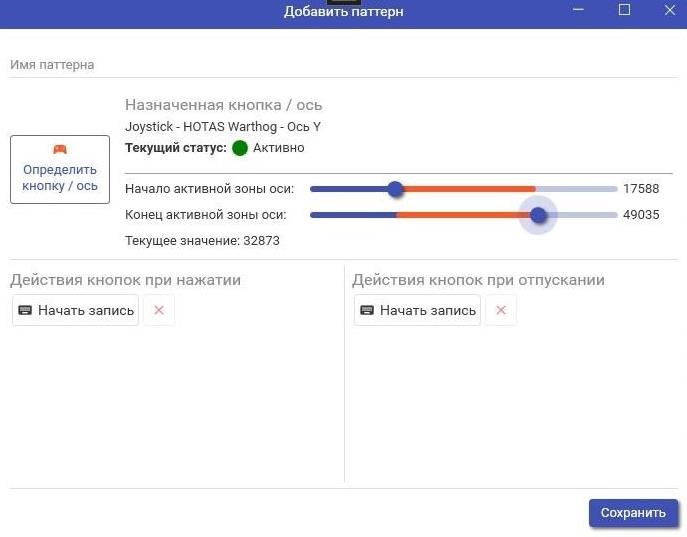 Добавить паттерн
Имя паттерна
Назначенная кнопка / ось
Joystick - HOTAS Warthog - Ось Y
Текущий статус: Активно
Определить
кнопку / ось
Начало активной зоны оси: 17588
Конец активной зоны оси: 49035
Текущее значение: 32873
Действия кнопок при нажатии
Начать запись
Действия кнопок при отпускании
Начать запись
Сохранить